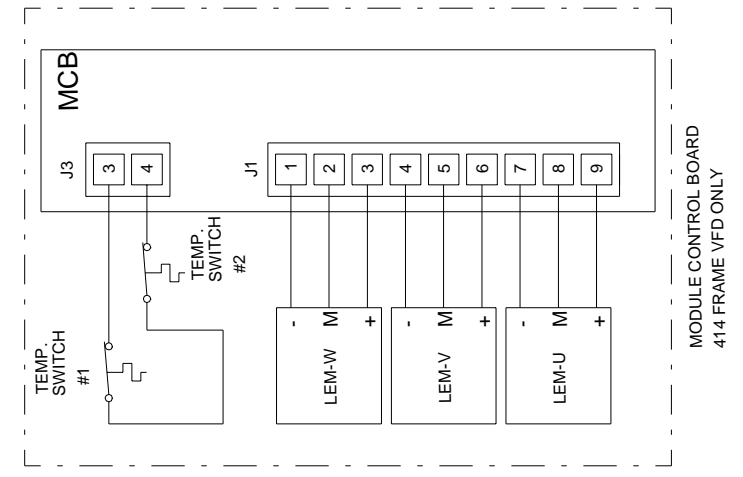 MCB
J3
3
4
J1
1
2
3
4
5
6
7
8
9
TEMP.
SWITCH
#1
TEMP.
SWITCH
#2
-
M
+
LEM-W
-
M
+
LEM-V
-
M
+
LEM-U
MODULE CONTROL BOARD
414 FRAME VFD ONLY